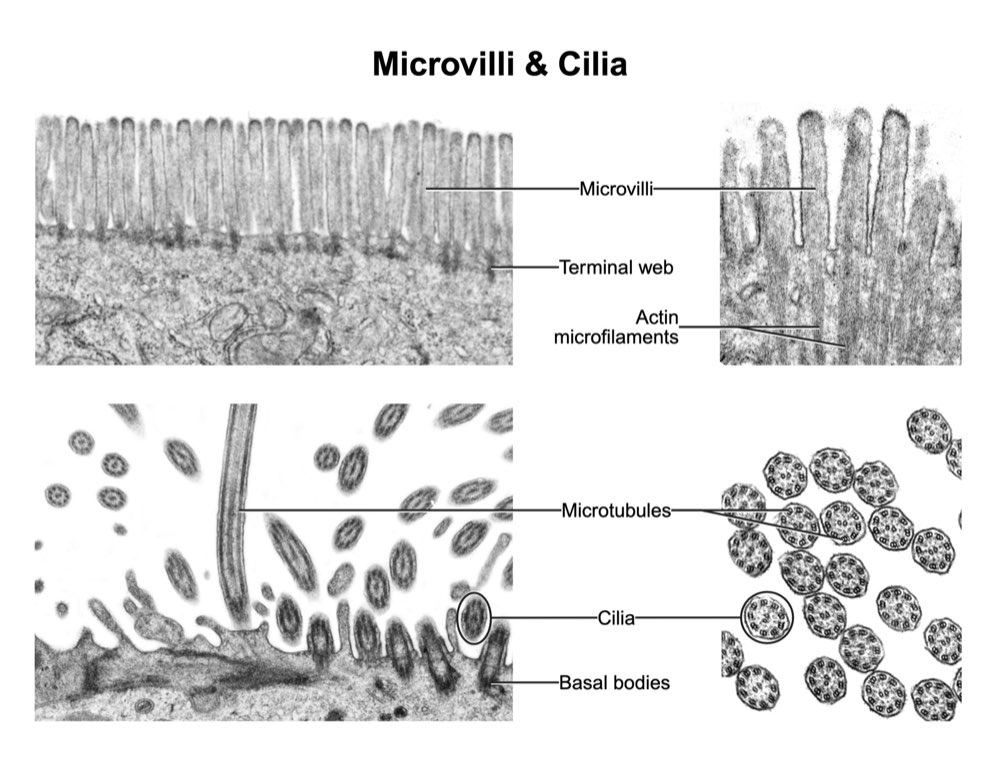 Microvilli & Cilia
Microvilli
Terminal web
Actin
microfilaments
Microtubules
Cilia
Basal bodies